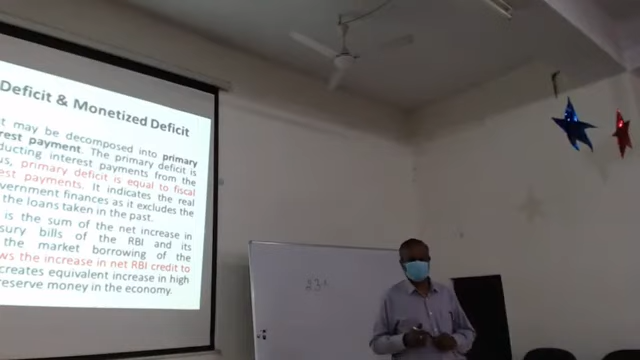 Deficit & Monetized Deficit
may be decomposed into primary
rest payment. The primary deficit is
ducting interest payments from the
us, primary deficit is equal to fiscal
est payments. It indicates the real
vernment finances as it excludes the
the loans taken in the past.
is the sum of the net increase in
sury bills of the RBI and its
the market borrowing of the
ws the increase in net RBI credit to
creates equivalent increase in high
reserve money in the economy.